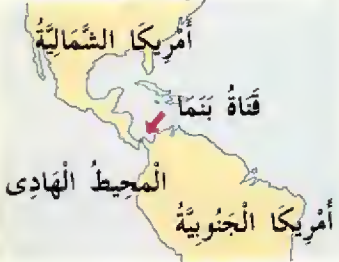 أَمْرِيكَا الشَّمَالِيَّةُ
قَنَاةُ بَنَمَا
الْمَحِيطُ الْهَادِى
أَمْرِيكَا الْجَنُوبِيَّةُ